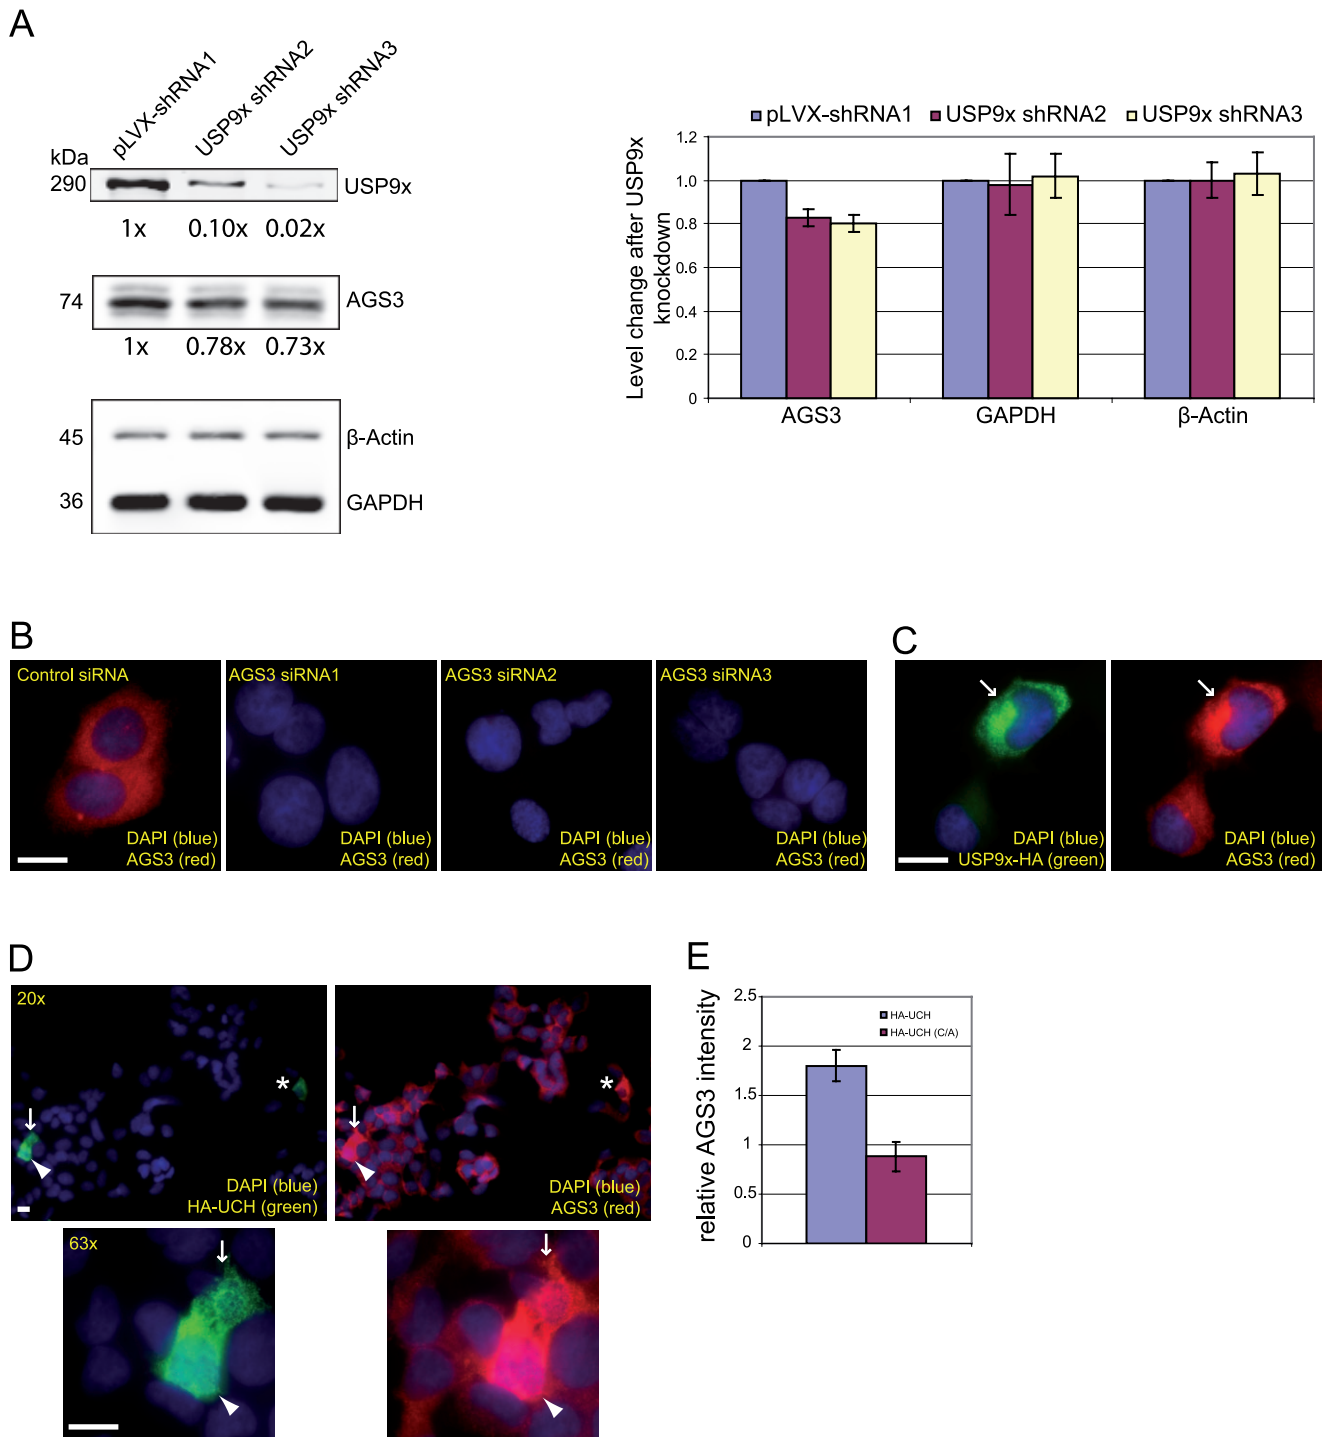 A
pLVX-shRNA1
USP9x shRNA2
USP9x shRNA3
kDa
290
USP9x
1x 0.10x 0.02x
74
AGS3
1x 0.78x 0.73x
45
β-Actin
36
GAPDH
pLVX-shRNA1 USP9x shRNA2 USP9x shRNA3
Level change after USP9x
knockdown
1.2
1.0
0.8
0.6
0.4
0.2
0
AGS3 GAPDH β-Actin
B
Control siRNA
DAPI (blue)
AGS3 (red)
AGS3 siRNA1
DAPI (blue)
AGS3 (red)
AGS3 siRNA2
DAPI (blue)
AGS3 (red)
AGS3 siRNA3
DAPI (blue)
AGS3 (red)
C
DAPI (blue)
USP9x-HA (green)
DAPI (blue)
AGS3 (red)
D
20x
*
DAPI (blue)
HA-UCH (green)
*
DAPI (blue)
AGS3 (red)
63x
E
relative AGS3 intensity
2.5
2
1.5
1
0.5
0
HA-UCH
HA-UCH (C/A)